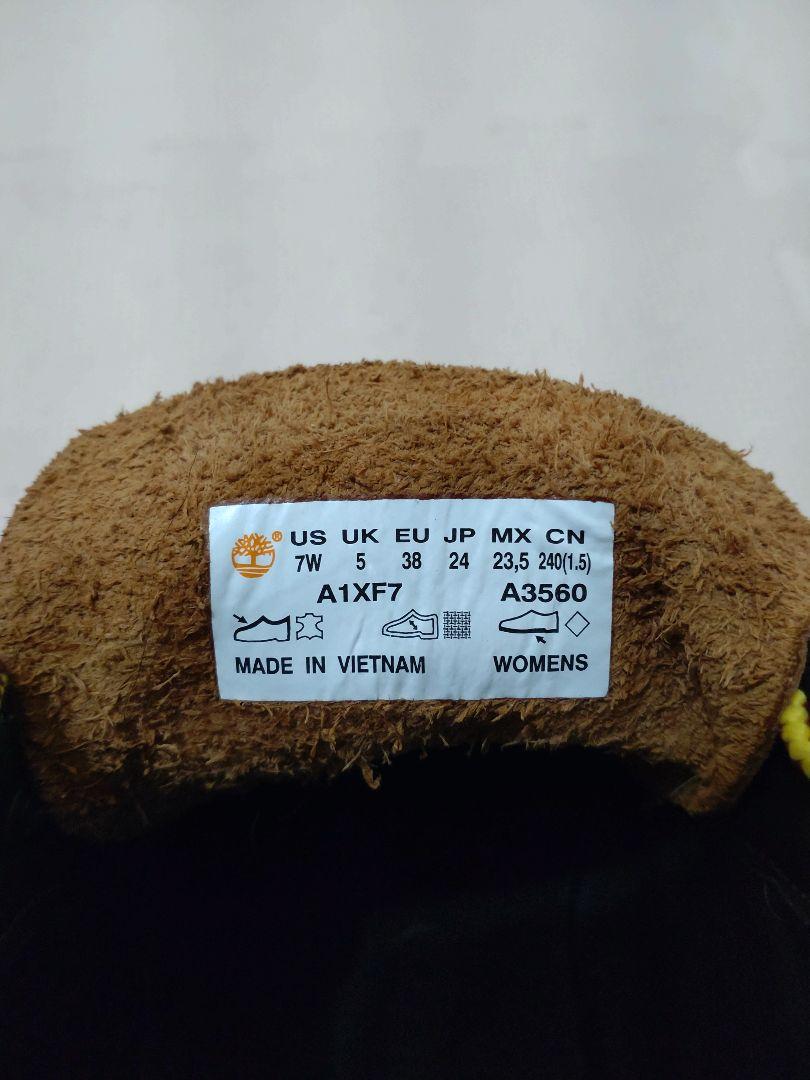 ® US UK EU JP MX CN
7W 5 38 24 23,5 240(1.5)
A1XF7 A3560
MADE IN VIETNAM WOMENS